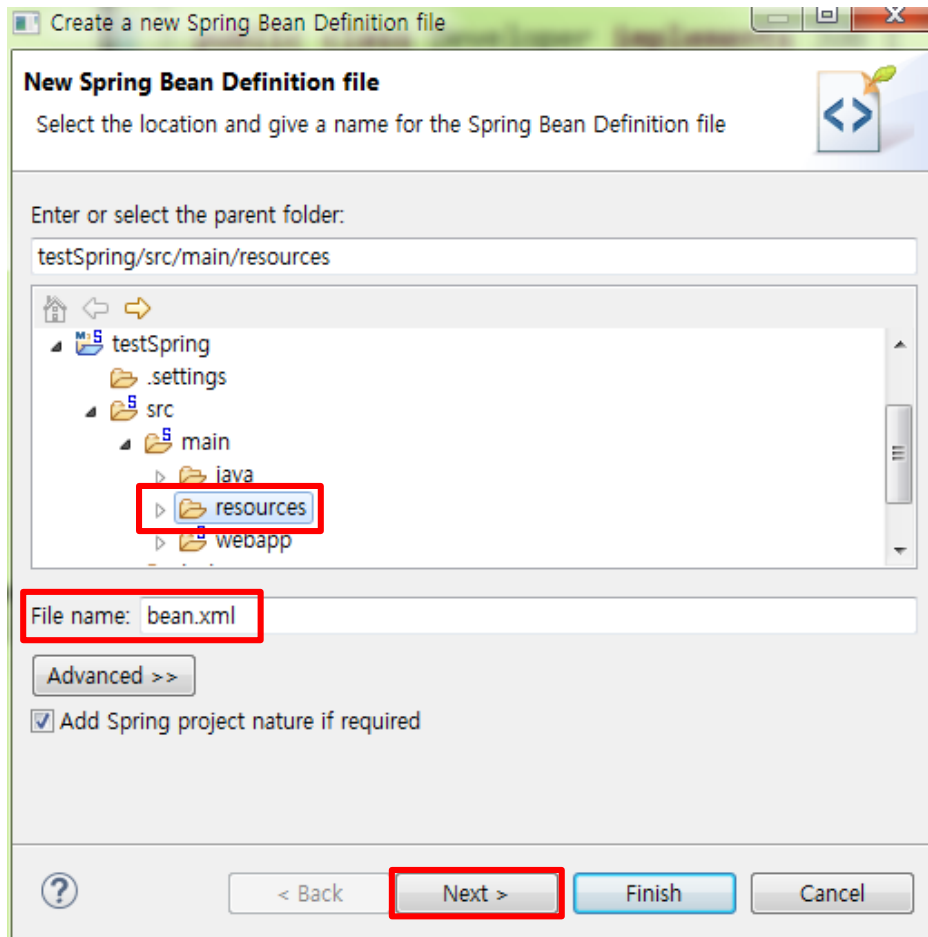 Create a new Spring Bean Definition file
New Spring Bean Definition file
Select the location and give a name for the Spring Bean Definition file
Enter or select the parent folder:
testSpring/src/main/resources
testSpring
.settings
src
main
java
resources
webapp
File name: bean.xml
Advanced >>
Add Spring project nature if required
< Back Next > Finish Cancel